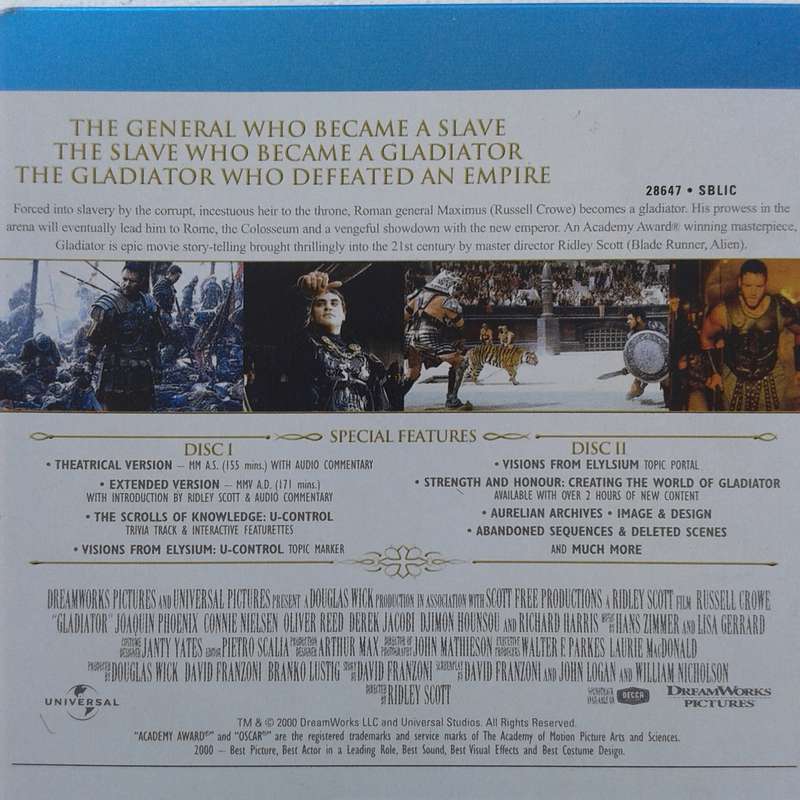 THE GENERAL WHO BECAME A SLAVE
THE SLAVE WHO BECAME A GLADIATOR
THE GLADIATOR WHO DEFEATED AN EMPIRE
28647 • SBLIC
Forced into slavery by the corrupt, incestuous heir to the throne, Roman general Maximus (Russell Crowe) becomes a gladiator. His prowess in the
arena will eventually lead him to Rome, the Colosseum and a vengeful showdown with the new emperor. An Academy Award® winning masterpiece,
Gladiator is epic movie story-telling brought thrillingly into the 21st century by master director Ridley Scott (Blade Runner, Alien).
SPECIAL FEATURES
DISC I
• THEATRICAL VERSION – MM A.S. (155 mins.) WITH AUDIO COMMENTARY
• EXTENDED VERSION – MMV A.D. (171 mins.)
WITH INTRODUCTION BY RIDLEY SCOTT & AUDIO COMMENTARY
• THE SCROLLS OF KNOWLEDGE: U-CONTROL
TRIVIA TRACK & INTERACTIVE FEATURETTES
• VISIONS FROM ELYSIUM: U-CONTROL TOPIC MARKER
DISC II
• VISIONS FROM ELYLSIUM TOPIC PORTAL
• STRENGTH AND HONOUR: CREATING THE WORLD OF GLADIATOR
AVAILABLE WITH OVER 2 HOURS OF NEW CONTENT
• AURELIAN ARCHIVES • IMAGE & DESIGN
• ABANDONED SEQUENCES & DELETED SCENES
AND MUCH MORE
DREAMWORKS PICTURES AND UNIVERSAL PICTURES PRESENT A DOUGLAS WICK PRODUCTION IN ASSOCIATION WITH SCOTT FREE PRODUCTIONS A RIDLEY SCOTT FILM RUSSELL CROWE
"GLADIATOR" JOAQUIN PHOENIX CONNIE NIELSEN OLIVER REED DEREK JACOBI DJIMON HOUNSOU AND RICHARD HARRIS MUSIC BY HANS ZIMMER AND LISA GERRARD
COSTUME DESIGNER JANTY YATES EDITOR PIETRO SCALIA PRODUCTION DESIGNER ARTHUR MAX DIRECTOR OF PHOTOGRAPHY JOHN MATHIESON EXECUTIVE PRODUCERS WALTER F. PARKES LAURIE MacDONALD
PRODUCED BY DOUGLAS WICK DAVID FRANZONI BRANKO LUSTIG STORY BY DAVID FRANZONI SCREENPLAY BY DAVID FRANZONI AND JOHN LOGAN AND WILLIAM NICHOLSON
DIRECTED BY RIDLEY SCOTT
UNIVERSAL
SOUNDTRACK AVAILABLE ON DECCA
DREAMWORKS PICTURES
TM & © 2000 DreamWorks LLC and Universal Studios. All Rights Reserved.
"ACADEMY AWARD®" and "OSCAR®" are the registered trademarks and service marks of The Academy of Motion Picture Arts and Sciences.
2000 – Best Picture, Best Actor in a Leading Role, Best Sound, Best Visual Effects and Best Costume Design.